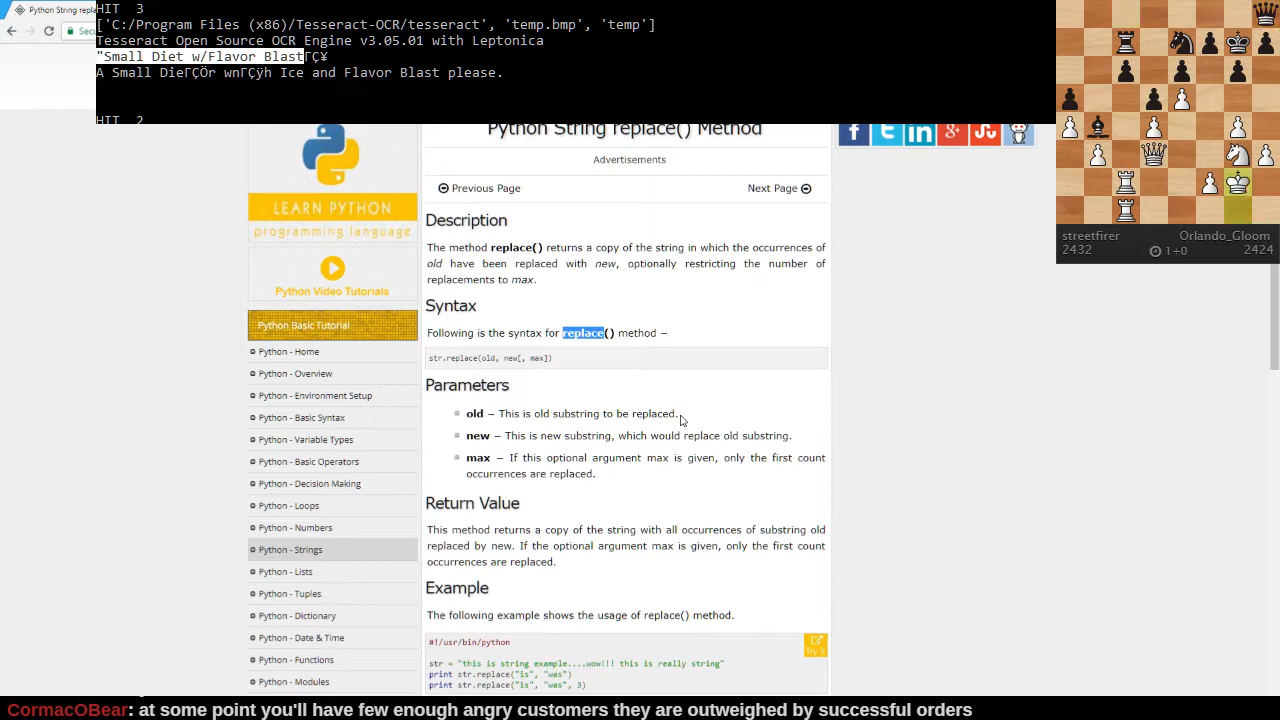 Python String repl
Secure
HIT 3
['C:/Program Files (x86)/Tesseract-OCR/tesseract', 'temp.bmp', 'temp']
Tesseract Open Source OCR Engine v3.05.01 with Leptonica
"Small Diet w/Flavor BlastΓÇ¥
A Small DieΓÇÖr wnΓÇÿh Ice and Flavor Blast please.
HIT 2
Python String replace() Method
Advertisements
Previous Page
Next Page
LEARN PYTHON
programming language
Python Video Tutorials
Python Basic Tutorial
Python - Home
Python - Overview
Python - Environment Setup
Python - Basic Syntax
Python - Variable Types
Python - Basic Operators
Python - Decision Making
Python - Loops
Python - Numbers
Python - Strings
Python - Lists
Python - Tuples
Python - Dictionary
Python - Date & Time
Python - Functions
Python - Modules
Description
The method replace() returns a copy of the string in which the occurrences of
old have been replaced with new, optionally restricting the number of
replacements to max.
Syntax
Following is the syntax for replace() method −
str.replace(old, new[, max])
Parameters
old − This is old substring to be replaced.
new − This is new substring, which would replace old substring.
max − If this optional argument max is given, only the first count
occurrences are replaced.
Return Value
This method returns a copy of the string with all occurrences of substring old
replaced by new. If the optional argument max is given, only the first count
occurrences are replaced.
Example
The following example shows the usage of replace() method.
#!/usr/bin/python
Try it
str = "this is string example....wow!!! this is really string"
print str.replace("is", "was")
print str.replace("is", "was", 3)
streetfirer
Orlando_Gloom
2432
1+0
2424
CormacOBear: at some point you'll have few enough angry customers they are outweighed by successful orders